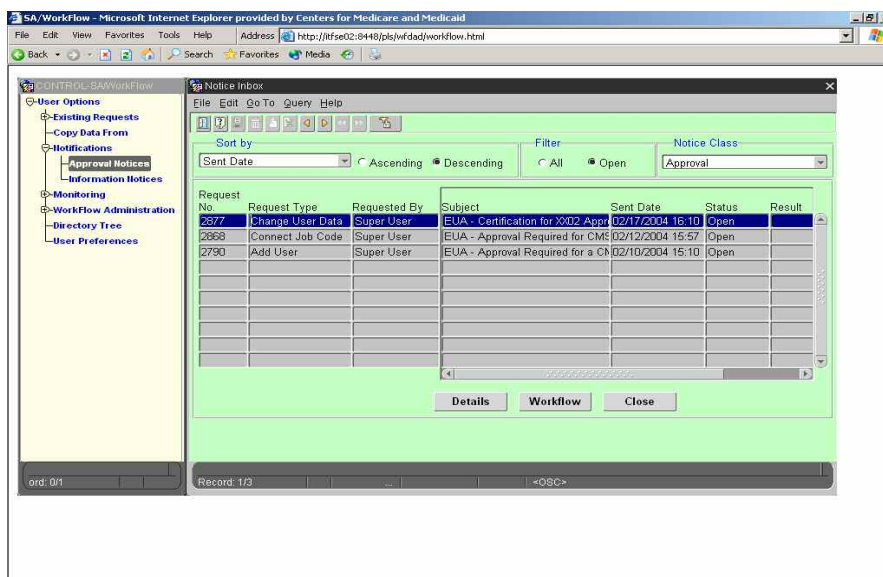 SA/WorkFlow - Microsoft Internet Explorer provided by Centers for Medicare and Medicaid
File Edit View Favorites Tools Help Address http://itfse02:8448/pls/wfdad/workflow.html
Back Search Favorites Media
CONTROL-SA/WorkFlow
User Options
Existing Requests
Copy Data From
Notifications
Approval Notices
Information Notices
Monitoring
WorkFlow Administration
Directory Tree
User Preferences
ord: 0/1
Notice Inbox
File Edit Go To Query Help
Sort by Filter Notice Class
Sent Date Ascending Descending All Open Approval
Request
No. Request Type Requested By Subject Sent Date Status Result
2877 Change User Data Super User EUA - Certification for XX02 Appr 02/17/2004 16:10 Open
2868 Connect Job Code Super User EUA - Approval Required for CMS 02/12/2004 15:57 Open
2790 Add User Super User EUA - Approval Required for a CM 02/10/2004 15:10 Open
Details Workflow Close
Record: 1/3 ... <OSC>